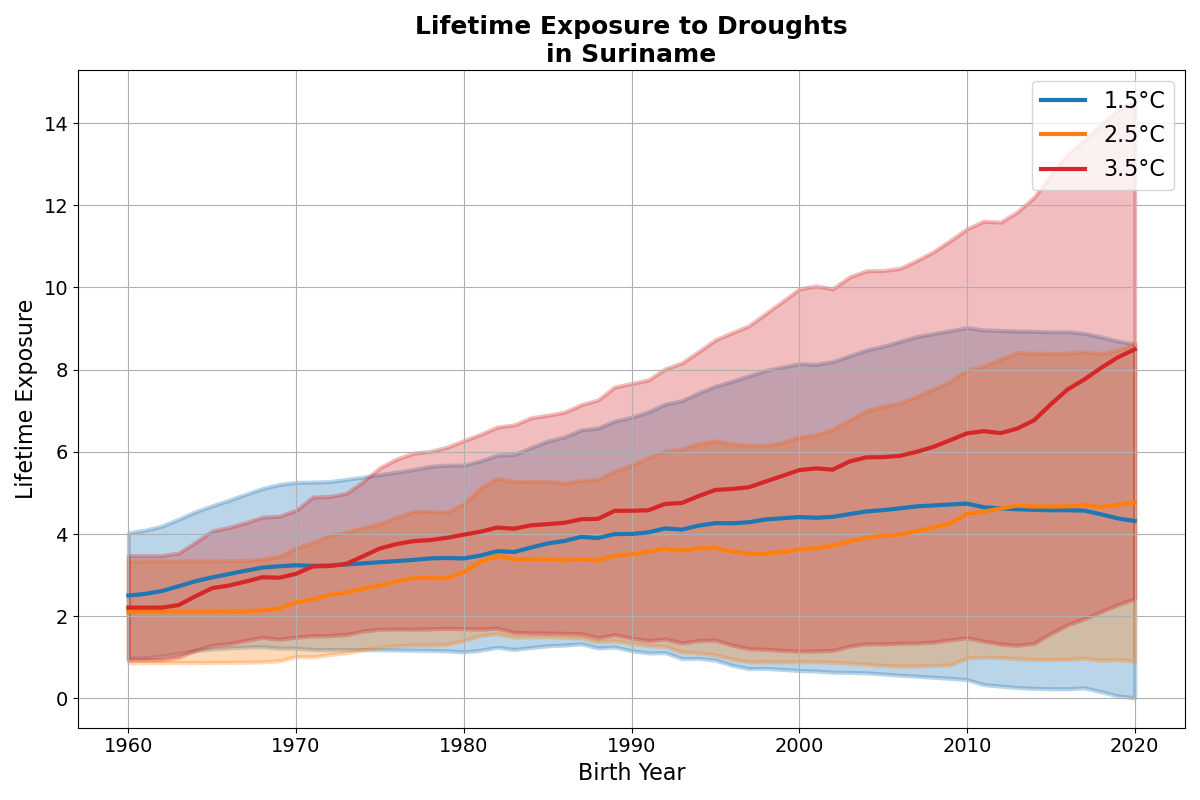 Lifetime Exposure to Droughts
in Suriname
1.5°C
2.5°C
3.5°C
14
12
10
8
6
4
2
0
Lifetime Exposure
1960
1970
1980
1990
2000
2010
2020
Birth Year